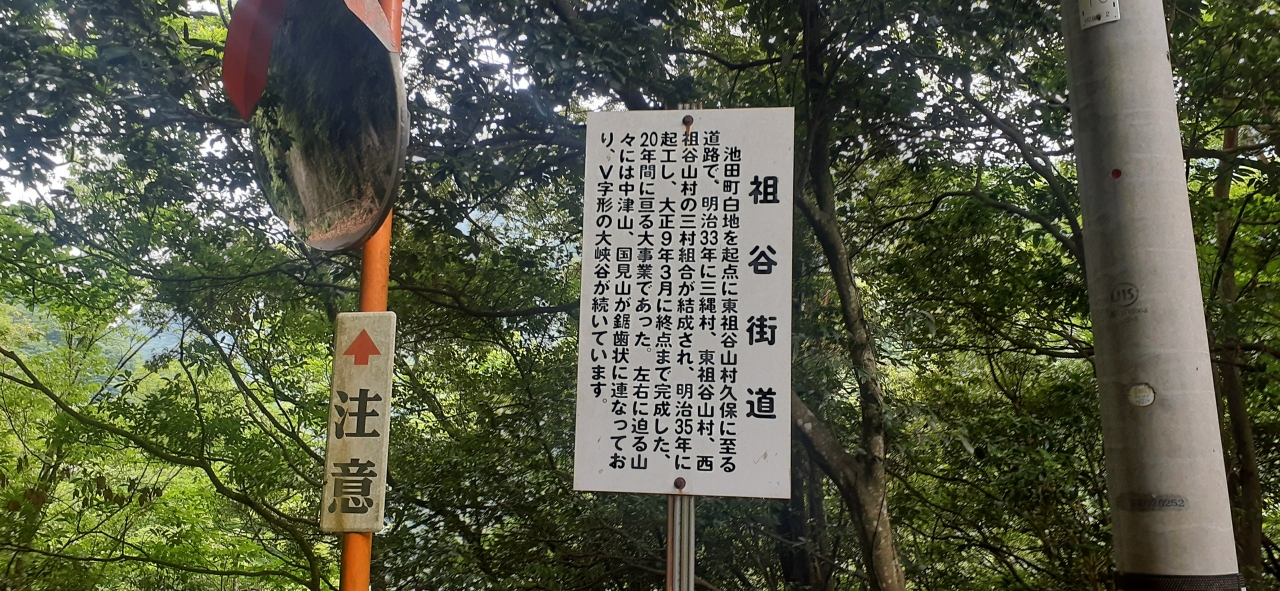 祖谷街道
池田町白地を起点に東祖谷山村久保に至る
道路で、明治33年に三縄村、東祖谷山村、西
祖谷山村の三村組合が結成され、明治35年に
起工し、大正9年3月に終点まで完成した、
20年間に亘る大事業であった。左右に迫る山
々には中津山、国見山が鋸歯状に連なってお
り、V字形の大峡谷が続いています。
注意